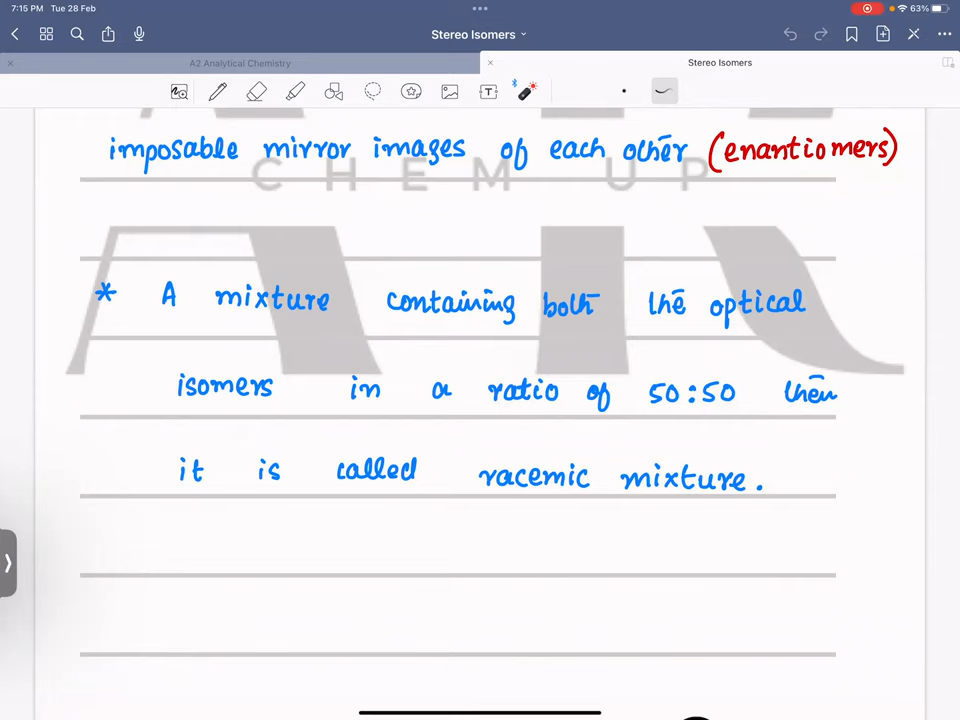 7:15 PM Tue 28 Feb
63%
Stereo Isomers
A2 Analytical Chemistry
Stereo Isomers
imposable mirror images of each other (enantiomers)
CHEM UP
* A mixture containing both the optical
isomers in a ratio of 50:50 then
it is called racemic mixture.